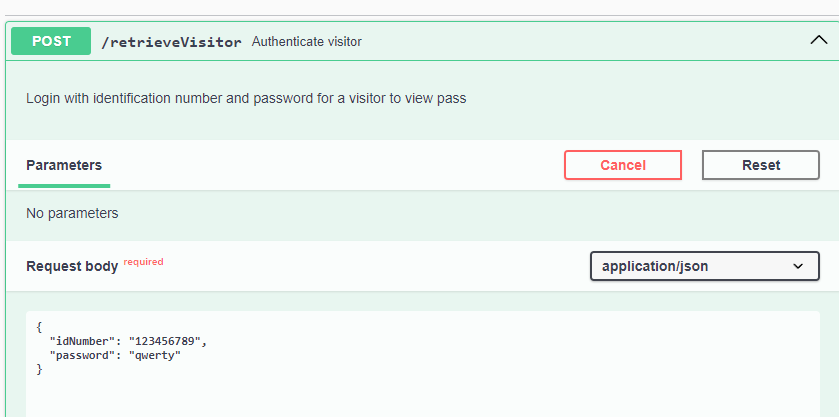 POST /retrieveVisitor Authenticate visitor
Login with identification number and password for a visitor to view pass
Parameters Cancel Reset
No parameters
Request body required application/json
{
"idNumber": "123456789",
"password": "qwerty"
}